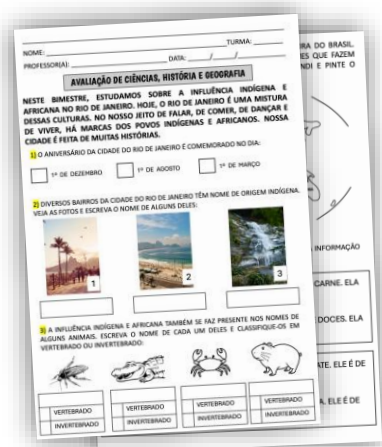 TURMA:
NOME:
PROFESSOR(A): DATA: / /
AVALIAÇÃO DE CIÊNCIAS, HISTÓRIA E GEOGRAFIA
NESTE BIMESTRE, ESTUDAMOS SOBRE A INFLUÊNCIA INDÍGENA E
AFRICANA NO RIO DE JANEIRO. HOJE, O RIO DE JANEIRO É UMA MISTURA
DESSAS CULTURAS. NO NOSSO JEITO DE FALAR, DE COMER, DE DANÇAR E
DE VIVER, HÁ MARCAS DOS POVOS INDÍGENAS E AFRICANOS. NOSSA
CIDADE É FEITA DE MUITAS HISTÓRIAS.
1) O ANIVERSÁRIO DA CIDADE DO RIO DE JANEIRO É COMEMORADO NO DIA:
1º DE DEZEMBRO 1º DE AGOSTO 1º DE MARÇO
2) DIVERSOS BAIRROS DA CIDADE DO RIO DE JANEIRO TÊM NOME DE ORIGEM INDÍGENA.
VEJA AS FOTOS E ESCREVA O NOME DE ALGUNS DELES:
1 2 3
3) A INFLUÊNCIA INDÍGENA E AFRICANA TAMBÉM SE FAZ PRESENTE NOS NOMES DE
ALGUNS ANIMAIS. ESCREVA O NOME DE CADA UM DELES E CLASSIFIQUE-OS EM
VERTEBRADO OU INVERTEBRADO:
VERTEBRADO VERTEBRADO VERTEBRADO VERTEBRADO
INVERTEBRADO INVERTEBRADO INVERTEBRADO INVERTEBRADO
DO BRASIL.
QUE FAZEM
E PINTE O
INFORMAÇÃO
CARNE. ELA
DOCES. ELA
ELE É DE
ELE É DE